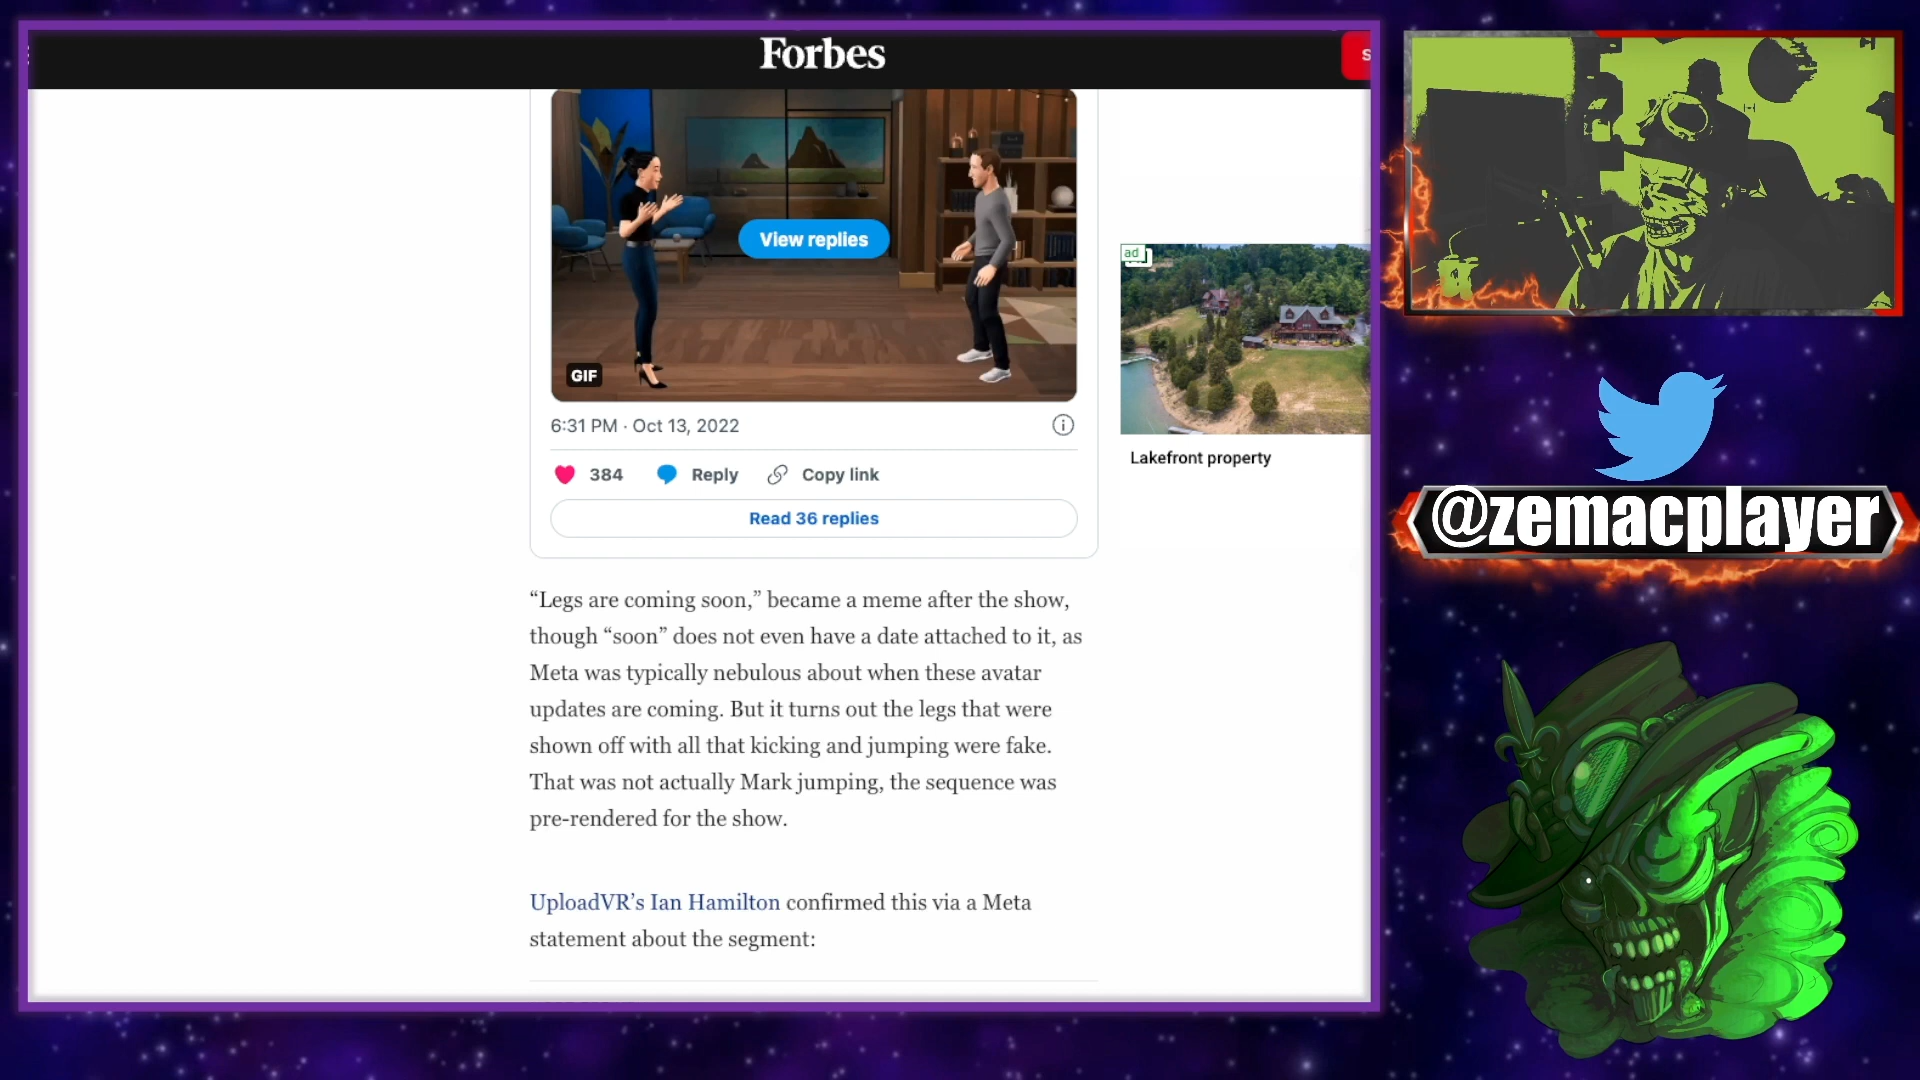 Forbes
S
View replies
GIF
6:31 PM · Oct 13, 2022
384 Reply Copy link
Read 36 replies
“Legs are coming soon,” became a meme after the show,
though “soon” does not even have a date attached to it, as
Meta was typically nebulous about when these avatar
updates are coming. But it turns out the legs that were
shown off with all that kicking and jumping were fake.
That was not actually Mark jumping, the sequence was
pre-rendered for the show.
UploadVR’s Ian Hamilton confirmed this via a Meta
statement about the segment:
ad
Lakefront property
@zemacplayer